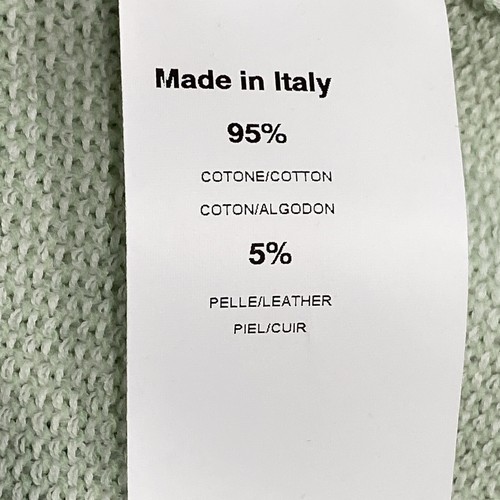 Made in Italy
95%
COTONE/COTTON
COTON/ALGODON
5%
PELLE/LEATHER
PIEL/CUIR